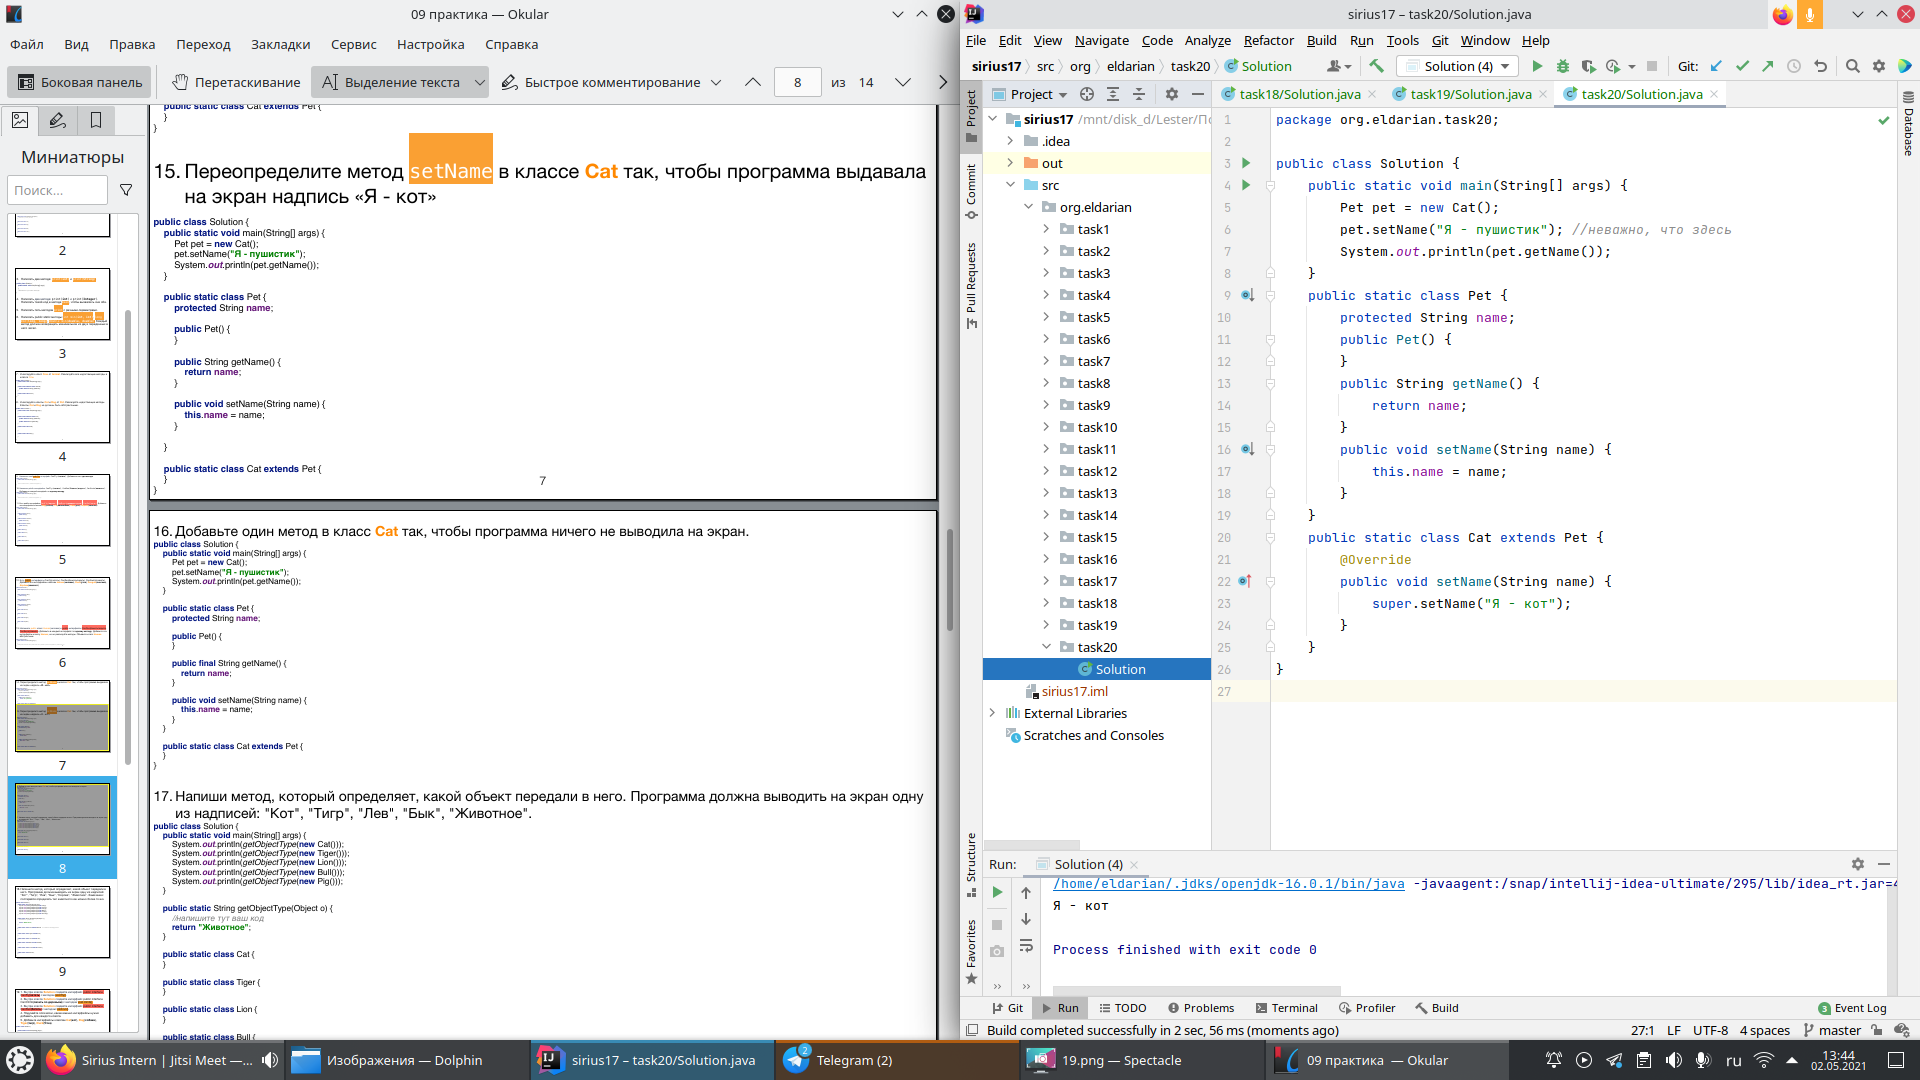 09 практика — Okular
Файл Вид Правка Переход Закладки Сервис Настройка Справка
Боковая панель Перетаскивание Выделение текста Быстрое комментирование 8 из 14
Миниатюры
Поиск...
2
3
4
5
6
7
8
9
public static class Cat extends Pet {
}
}
15. Переопределите метод setName в классе Cat так, чтобы программа выдавала
на экран надпись «Я - кот»
public class Solution {
public static void main(String[] args) {
Pet pet = new Cat();
pet.setName("Я - пушистик");
System.out.println(pet.getName());
}
public static class Pet {
protected String name;
public Pet() {
}
public String getName() {
return name;
}
public void setName(String name) {
this.name = name;
}
}
public static class Cat extends Pet {
}
}
7
16. Добавьте один метод в класс Cat так, чтобы программа ничего не выводила на экран.
public class Solution {
public static void main(String[] args) {
Pet pet = new Cat();
pet.setName("Я - пушистик");
System.out.println(pet.getName());
}
public static class Pet {
protected String name;
public Pet() {
}
public final String getName() {
return name;
}
public void setName(String name) {
this.name = name;
}
}
public static class Cat extends Pet {
}
}
17. Напиши метод, который определяет, какой объект передали в него. Программа должна выводить на экран одну
из надписей: "Кот", "Тигр", "Лев", "Бык", "Животное".
public class Solution {
public static void main(String[] args) {
System.out.println(getObjectType(new Cat()));
System.out.println(getObjectType(new Tiger()));
System.out.println(getObjectType(new Lion()));
System.out.println(getObjectType(new Bull()));
System.out.println(getObjectType(new Pig()));
}
public static String getObjectType(Object o) {
//напишите тут ваш код
return "Животное";
}
public static class Cat {
}
public static class Tiger {
}
public static class Lion {
}
public static class Bull {
sirius17 – task20/Solution.java
File Edit View Navigate Code Analyze Refactor Build Run Tools Git Window Help
sirius17 src org eldarian task20 Solution Solution (4) Git:
Project
Commit
Pull Requests
Structure
Favorites
Database
Project
task18/Solution.java task19/Solution.java task20/Solution.java
sirius17 /mnt/disk_d/Lester/По
.idea
out
src
org.eldarian
task1
task2
task3
task4
task5
task6
task7
task8
task9
task10
task11
task12
task13
task14
task15
task16
task17
task18
task19
task20
Solution
sirius17.iml
External Libraries
Scratches and Consoles
1 package org.eldarian.task20;
2
3 public class Solution {
4 public static void main(String[] args) {
5 Pet pet = new Cat();
6 pet.setName("Я - пушистик"); //неважно, что здесь
7 System.out.println(pet.getName());
8 }
9 public static class Pet {
10 protected String name;
11 public Pet() {
12 }
13 public String getName() {
14 return name;
15 }
16 public void setName(String name) {
17 this.name = name;
18 }
19 }
20 public static class Cat extends Pet {
21 @Override
22 public void setName(String name) {
23 super.setName("Я - кот");
24 }
25 }
26 }
27
Run: Solution (4)
/home/eldarian/.jdks/openjdk-16.0.1/bin/java -javaagent:/snap/intellij-idea-ultimate/295/lib/idea_rt.jar=4
Я - кот
Process finished with exit code 0
Git Run TODO Problems Terminal Profiler Build 3 Event Log
Build completed successfully in 2 sec, 56 ms (moments ago) 27:1 LF UTF-8 4 spaces master
Sirius Intern | Jitsi Meet —... Изображения — Dolphin sirius17 – task20/Solution.java 2 Telegram (2) 19.png — Spectacle 09 практика — Okular ru 13:44
02.05.2021